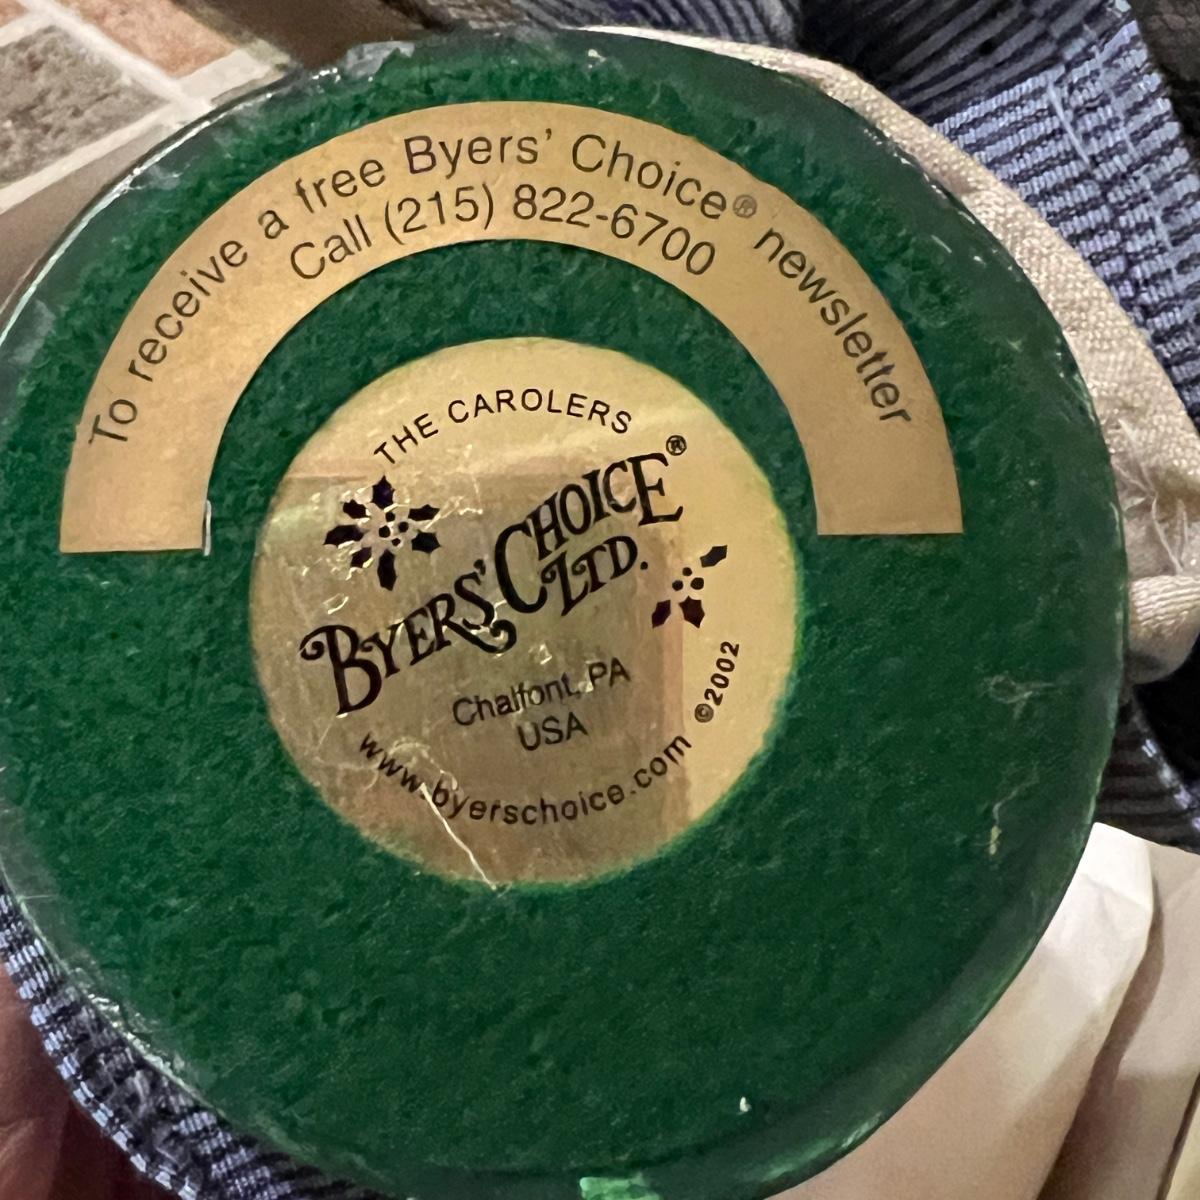 To receive a free Byers' Choice® newsletter
Call (215) 822-6700
THE CAROLERS
BYERS' CHOICE®
LTD.
Chalfont, PA
USA
©2002
www.byerschoice.com